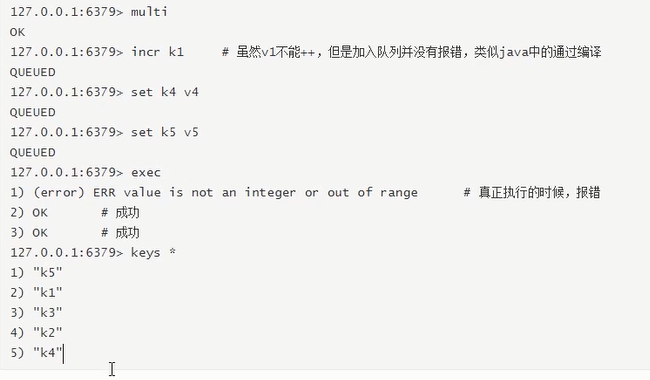 127.0.0.1:6379> multi
OK
127.0.0.1:6379> incr k1     # 虽然v1不能++，但是加入队列并没有报错，类似java中的通过编译
QUEUED
127.0.0.1:6379> set k4 v4
QUEUED
127.0.0.1:6379> set k5 v5
QUEUED
127.0.0.1:6379> exec
1) (error) ERR value is not an integer or out of range      # 真正执行的时候，报错
2) OK       # 成功
3) OK       # 成功
127.0.0.1:6379> keys *
1) "k5"
2) "k1"
3) "k3"
4) "k2"
5) "k4"